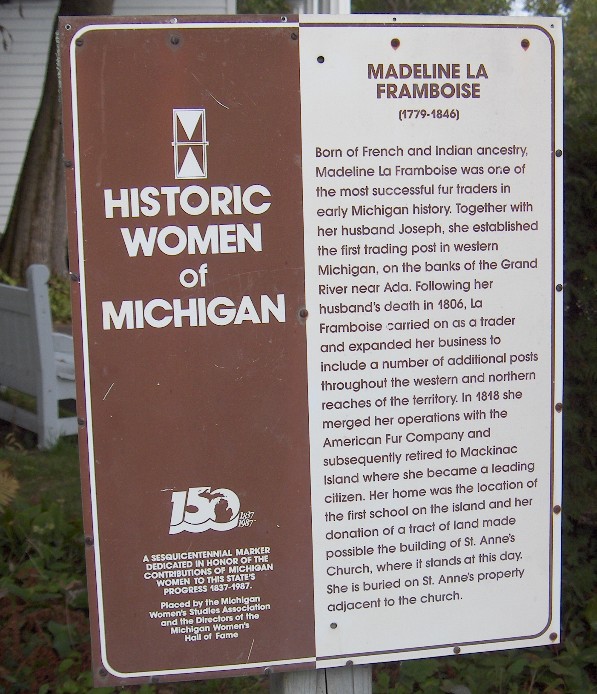 HISTORIC
WOMEN
of
MICHIGAN
150
1837
1987
A SESQUICENTENNIAL MARKER
DEDICATED IN HONOR OF THE
CONTRIBUTIONS OF MICHIGAN
WOMEN TO THIS STATE'S
PROGRESS 1837-1987.
Placed by the Michigan
Women's Studies Association
and the Directors of the
Michigan Women's
Hall of Fame
MADELINE LA
FRAMBOISE
(1779-1846)
Born of French and Indian ancestry,
Madeline La Framboise was one of
the most successful fur traders in
early Michigan history. Together with
her husband Joseph, she established
the first trading post in western
Michigan, on the banks of the Grand
River near Ada. Following her
husband's death in 1806, La
Framboise carried on as a trader
and expanded her business to
include a number of additional posts
throughout the western and northern
reaches of the territory. In 1818 she
merged her operations with the
American Fur Company and
subsequently retired to Mackinac
Island where she became a leading
citizen. Her home was the location of
the first school on the island and her
donation of a tract of land made
possible the building of St. Anne's
Church, where it stands at this day.
She is buried on St. Anne's property
adjacent to the church.